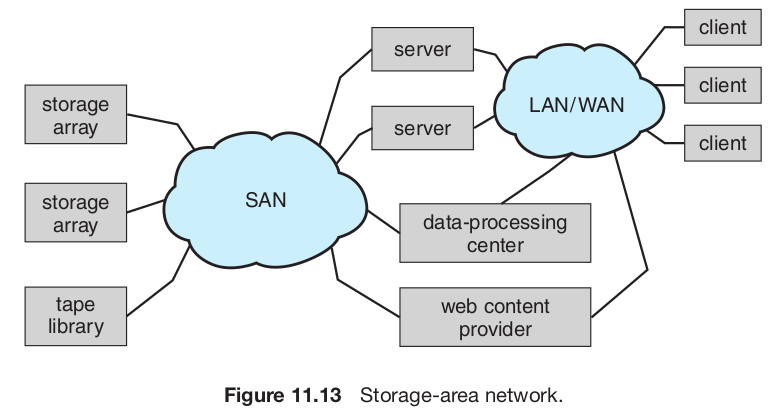 client
server
client
LAN/WAN
storage
array
server
client
SAN
storage
array
data-processing
center
tape
library
web content
provider
Figure 11.13 Storage-area network.